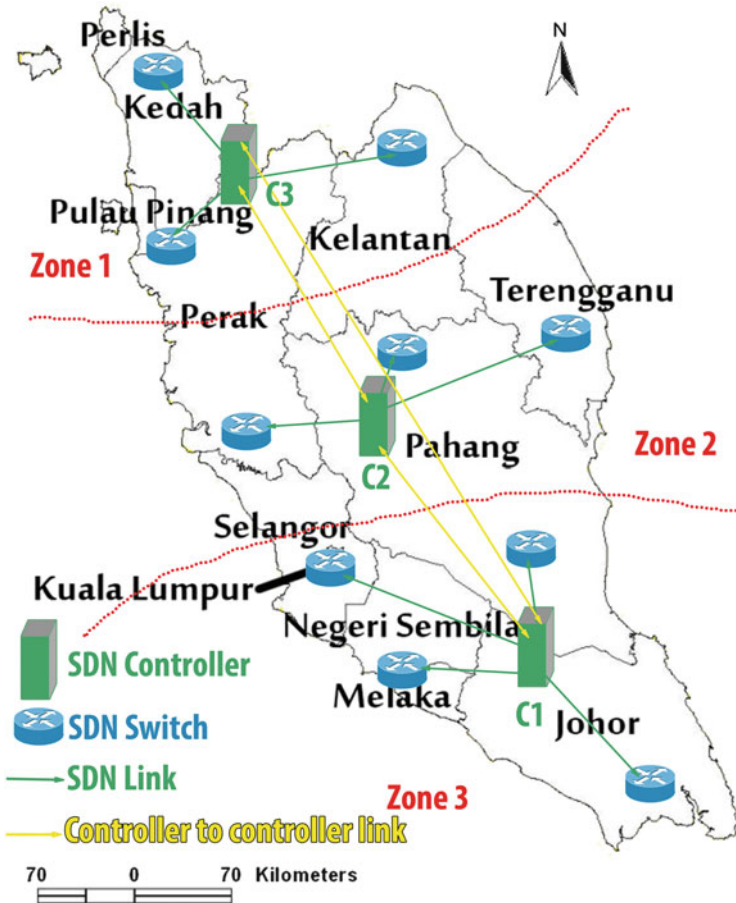 Perlis
N
Kedah
C3
Pulau Pinang
Kelantan
Zone 1
Terengganu
Perak
Pahang
Zone 2
C2
Selangor
Kuala Lumpur
Negeri Sembila
SDN Controller
Melaka
C1
Johor
SDN Switch
SDN Link
Zone 3
Controller to controller link
70 0 70 Kilometers